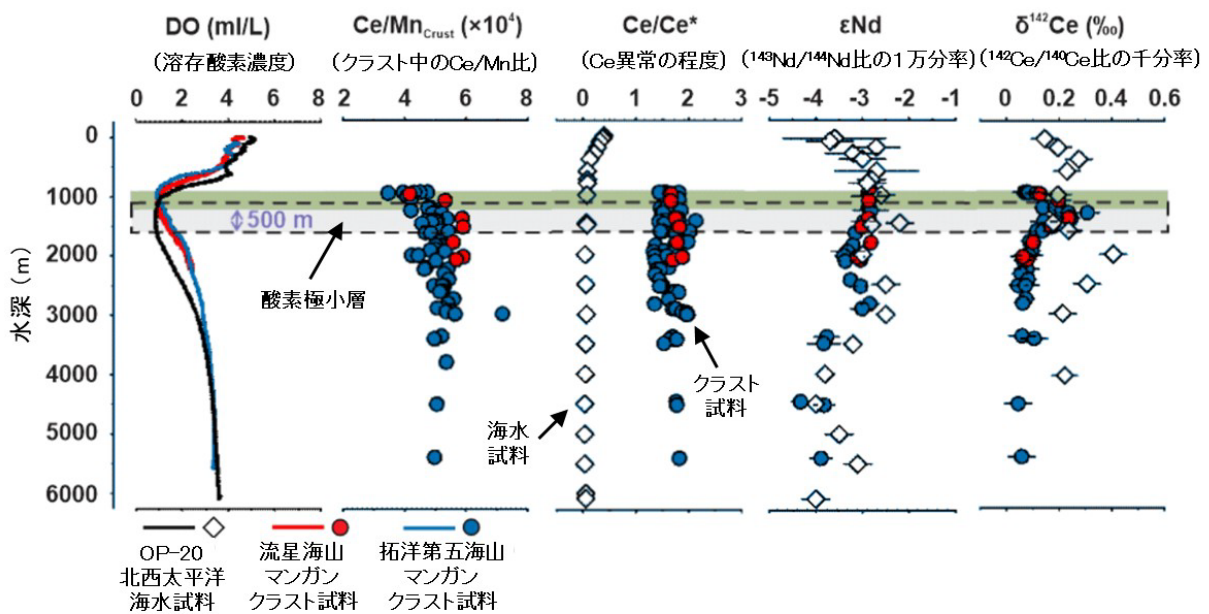 DO (ml/L)
(溶存酸素濃度)
Ce/Mn Crust (×10⁴)
(クラスト中のCe/Mn比)
Ce/Ce*
(Ce異常の程度)
εNd
(¹⁴³Nd/¹⁴⁴Nd比の1万分率)
δ¹⁴²Ce (‰)
(¹⁴²Ce/¹⁴⁰Ce比の千分率)
0 2 4 6 8
2 4 6 8
0 1 2 3
-5 -4 -3 -2 -1
0 0.2 0.4 0.6
水深(m)
0
1000
2000
3000
4000
5000
6000
500 m
酸素極小層
海水
試料
クラスト
試料
OP-20
北西太平洋
海水試料
流星海山
マンガン
クラスト試料
拓洋第五海山
マンガン
クラスト試料